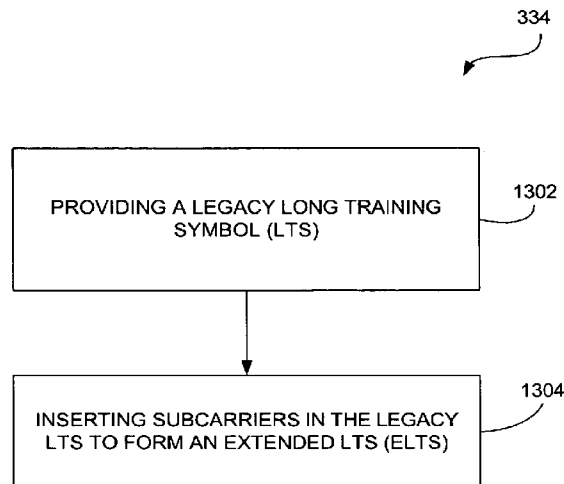 334
PROVIDING A LEGACY LONG TRAINING
SYMBOL (LTS)
1302
INSERTING SUBCARRIERS IN THE LEGACY
LTS TO FORM AN EXTENDED LTS (ELTS)
1304